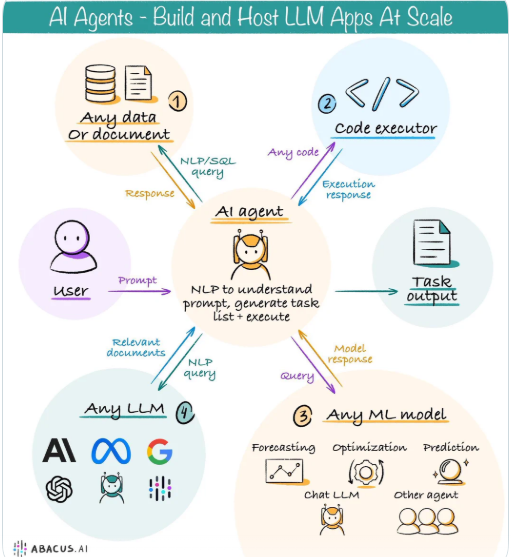 AI Agents - Build and Host LLM Apps At Scale
1
Any data
Or document
2
Code executor
NLP/SQL
query
Response
Any code
Execution
response
AI agent
NLP to understand
prompt, generate task
list + execute
User
Prompt
Task
output
Relevant
documents
NLP
query
Model
response
Query
Any LLM
4
AI
G
3
Any ML model
Forecasting
Optimization
Prediction
Chat LLM
Other agent
ABACUS.AI